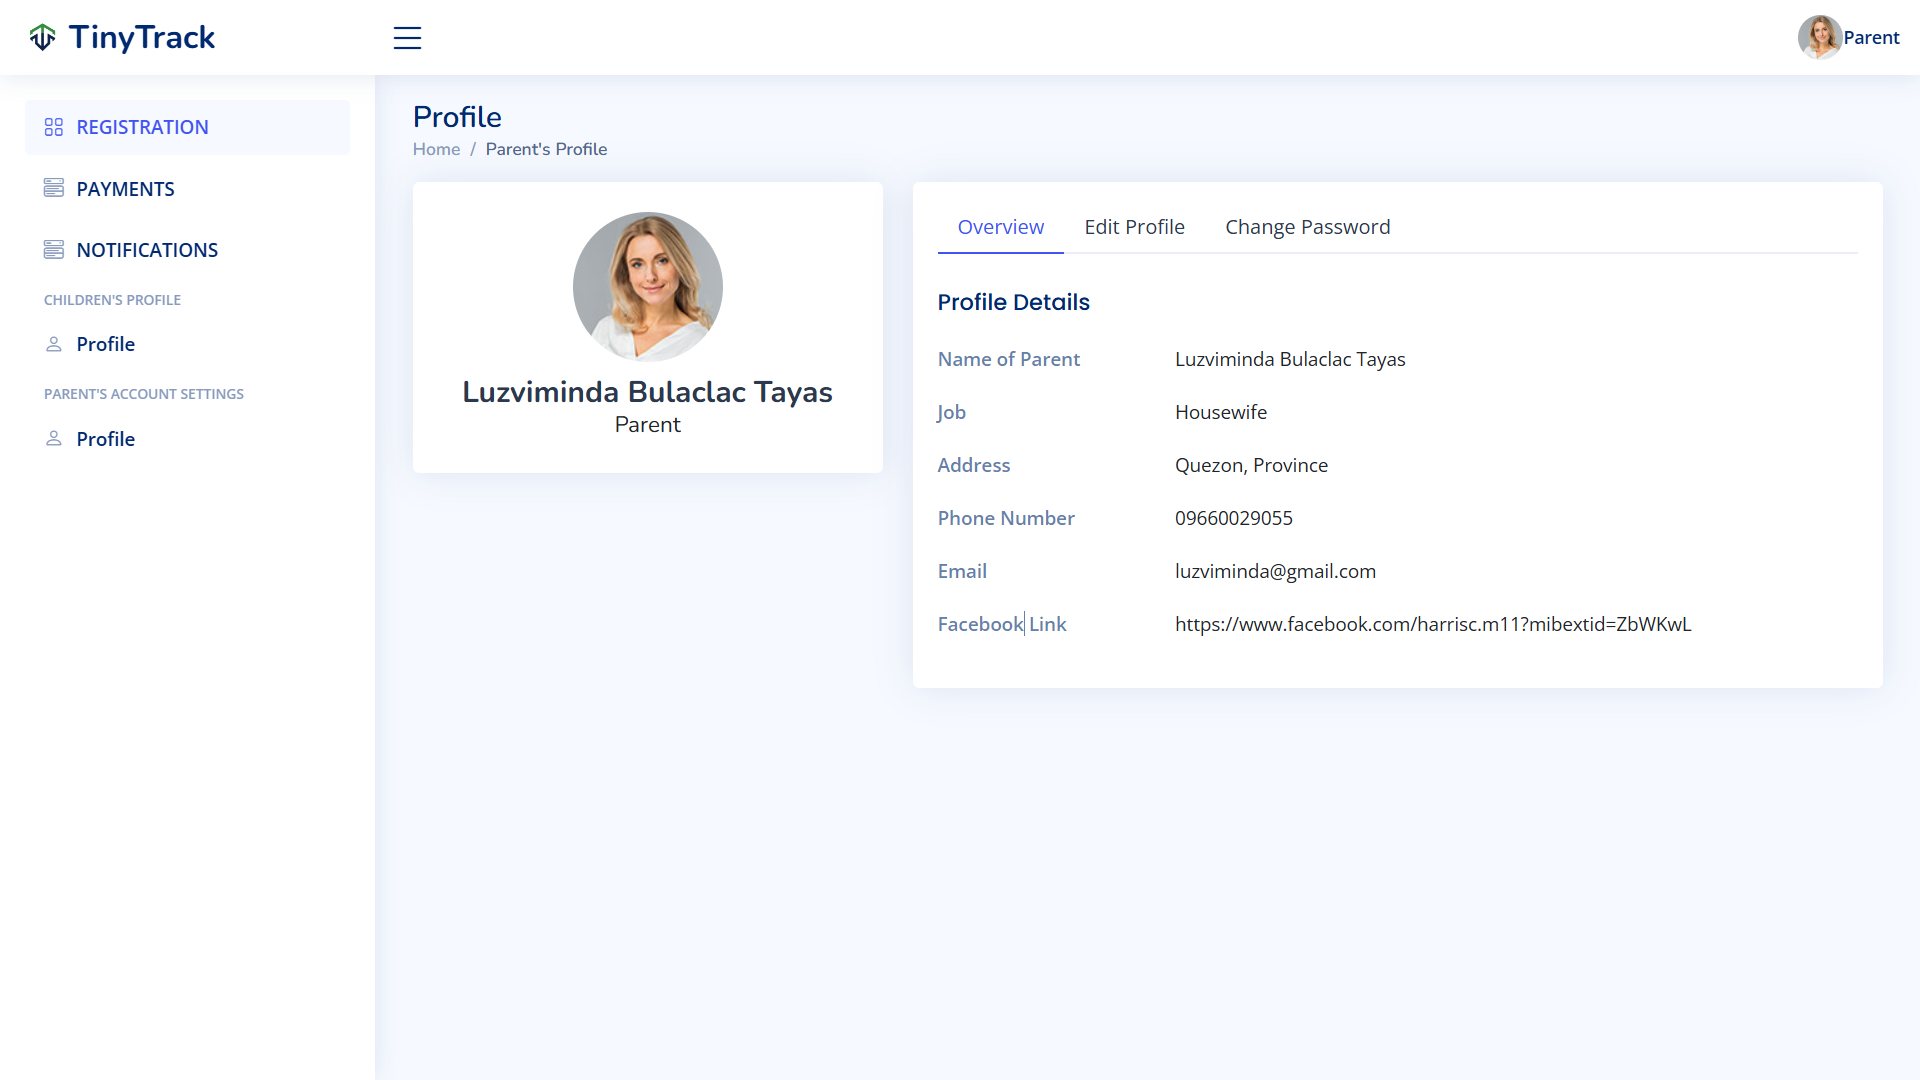 TinyTrack
Parent
REGISTRATION
PAYMENTS
NOTIFICATIONS
CHILDREN'S PROFILE
Profile
PARENT'S ACCOUNT SETTINGS
Profile
Profile
Home / Parent's Profile
Luzviminda Bulaclac Tayas
Parent
Overview Edit Profile Change Password
Profile Details
Name of Parent Luzviminda Bulaclac Tayas
Job Housewife
Address Quezon, Province
Phone Number 09660029055
Email luzviminda@gmail.com
Facebook Link https://www.facebook.com/harrisc.m11?mibextid=ZbWKwL